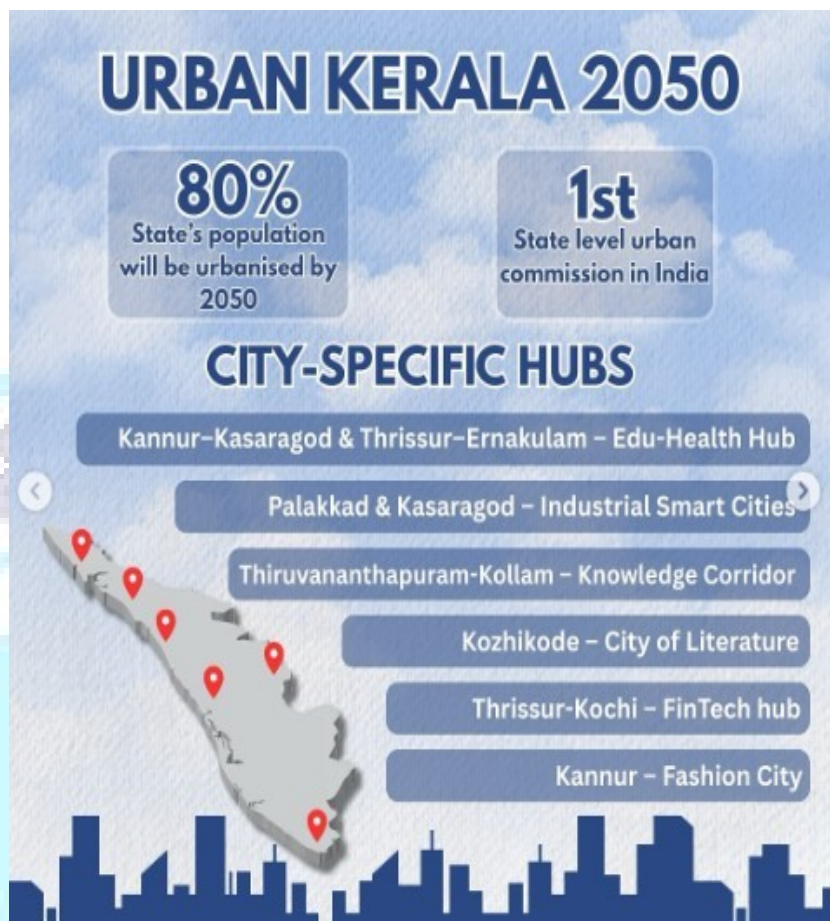 URBAN KERALA 2050
80%
State's population
will be urbanised by
2050
1st
State level urban
commission in India
CITY-SPECIFIC HUBS
Kannur–Kasaragod & Thrissur–Ernakulam – Edu-Health Hub
Palakkad & Kasaragod – Industrial Smart Cities
Thiruvananthapuram-Kollam – Knowledge Corridor
Kozhikode – City of Literature
Thrissur-Kochi – FinTech hub
Kannur – Fashion City